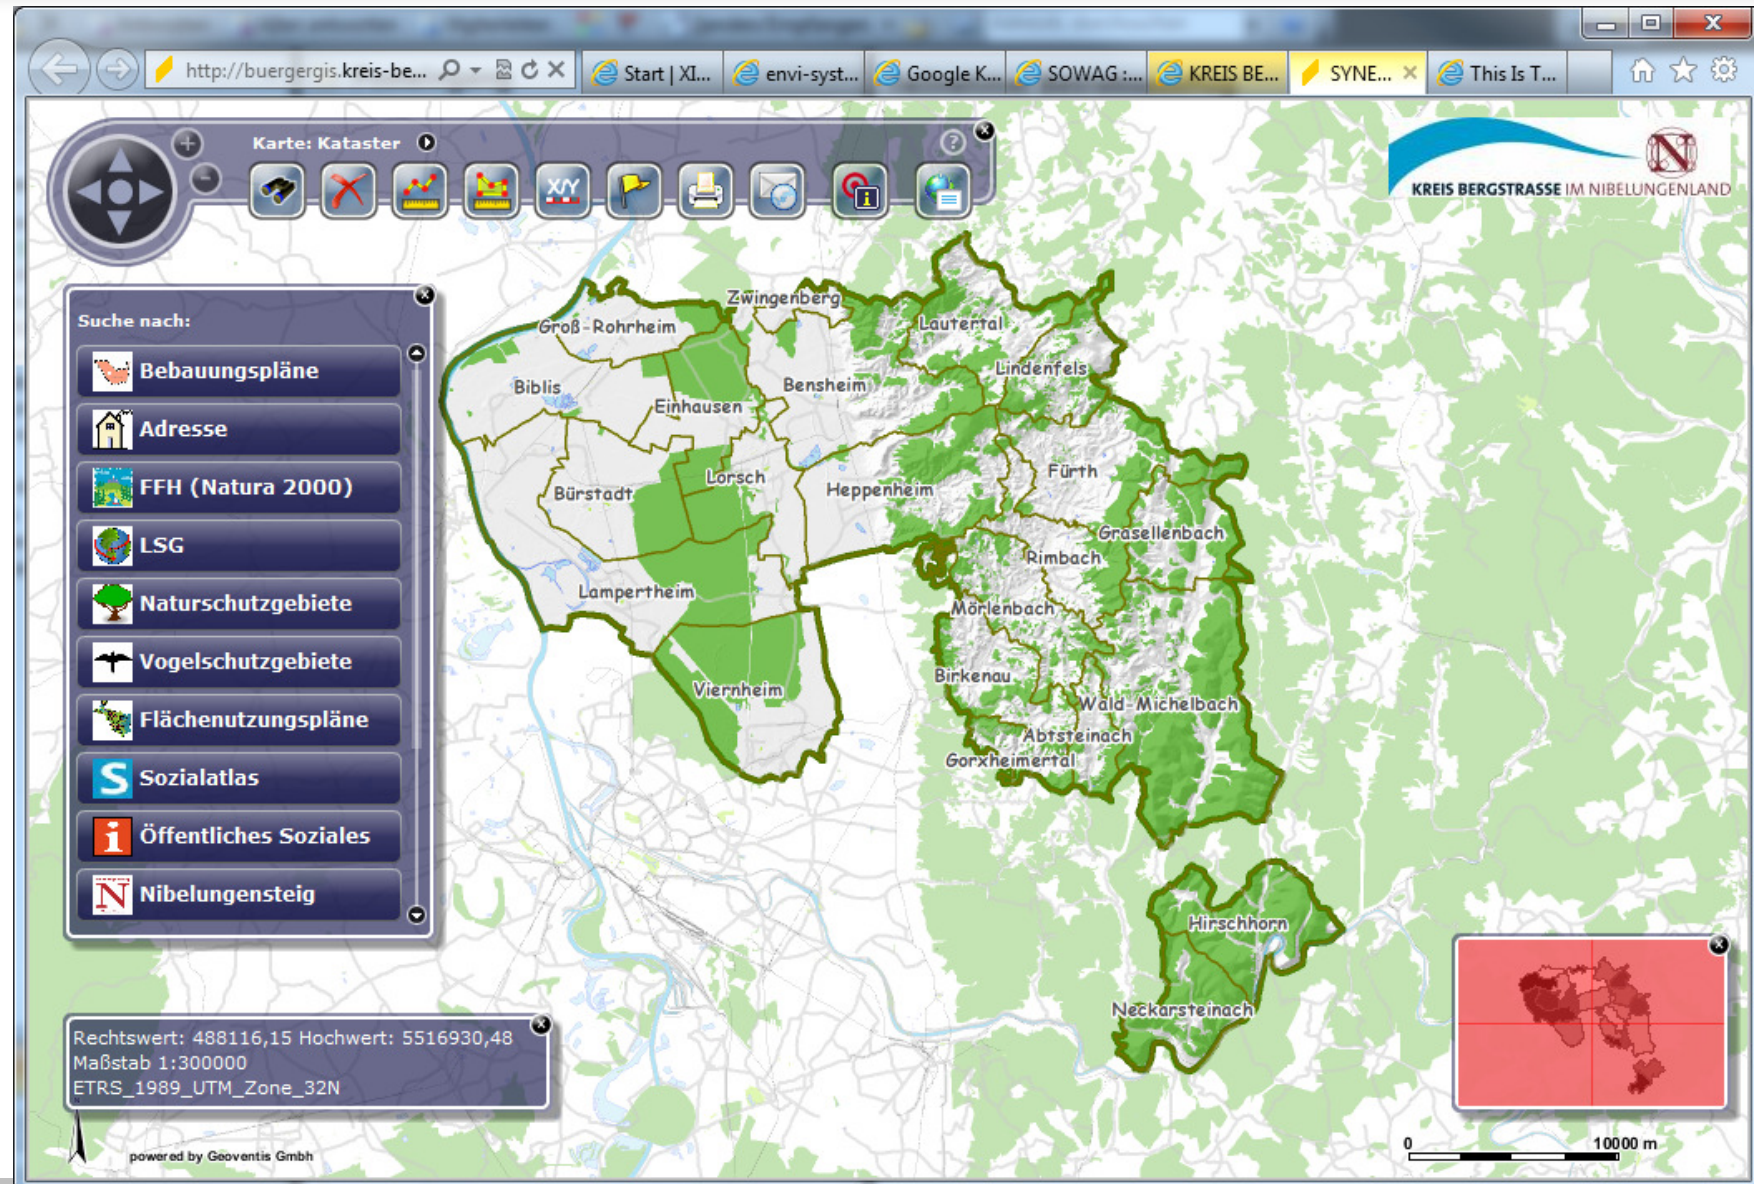 http://buergergis.kreis-be...
Start | XI...
envi-syst...
Google K...
SOWAG :...
KREIS BE...
SYNE...
This Is T...
Karte: Kataster
?
X/Y
i
N
KREIS BERGSTRASSE IM NIBELUNGENLAND
Suche nach:
Bebauungspläne
Adresse
FFH (Natura 2000)
LSG
Naturschutzgebiete
Vogelschutzgebiete
Flächenutzungspläne
S Sozialatlas
i Öffentliches Soziales
N Nibelungensteig
Zwingenberg
Groß-Rohrheim
Lautertal
Lindenfels
Biblis
Bensheim
Einhausen
Fürth
Lorsch
Bürstadt
Heppenheim
Grasellenbach
Rimbach
Lampertheim
Mörlenbach
Birkenau
Viernheim
Wald-Michelbach
Abtsteinach
Gorxheimertal
Hirschhorn
Neckarsteinach
Rechtswert: 488116,15 Hochwert: 5516930,48
Maßstab 1:300000
ETRS_1989_UTM_Zone_32N
powered by Geoventis Gmbh
0 10000 m